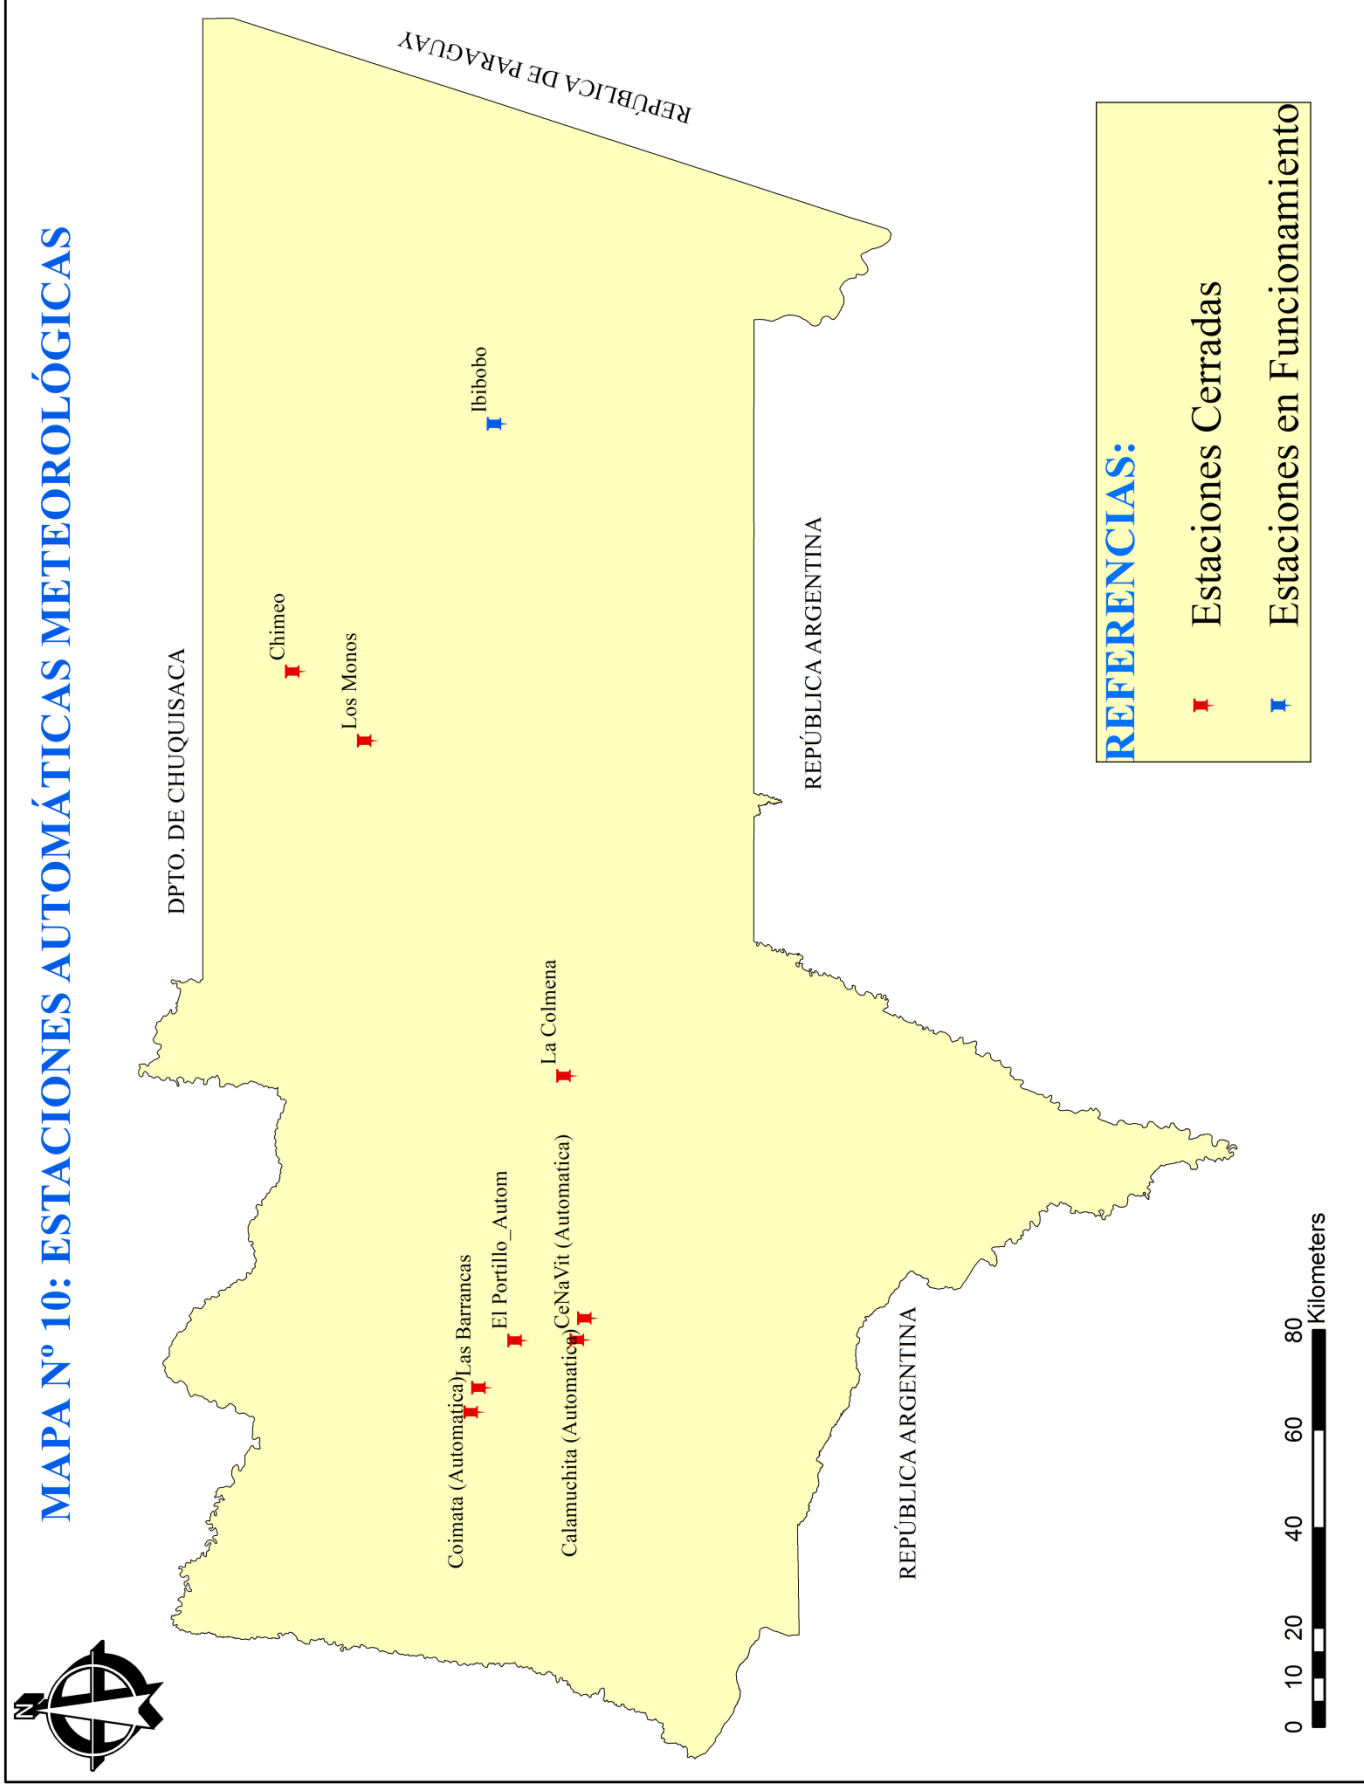 MAPA Nº 10: ESTACIONES AUTOMÁTICAS METEOROLÓGICAS
N
DPTO. DE CHUQUISACA
REPÚBLICA DE PARAGUAY
Chimeo
Los Monos
Ibibobo
Coimata (Automatica)
Las Barrancas
El Portillo_Autom
La Colmena
CeNaVit (Automatica)
Calamuchita (Automatica)
REPÚBLICA ARGENTINA
REPÚBLICA ARGENTINA
REFERENCIAS:
Estaciones Cerradas
Estaciones en Funcionamiento
0 10 20 40 60 80
Kilometers